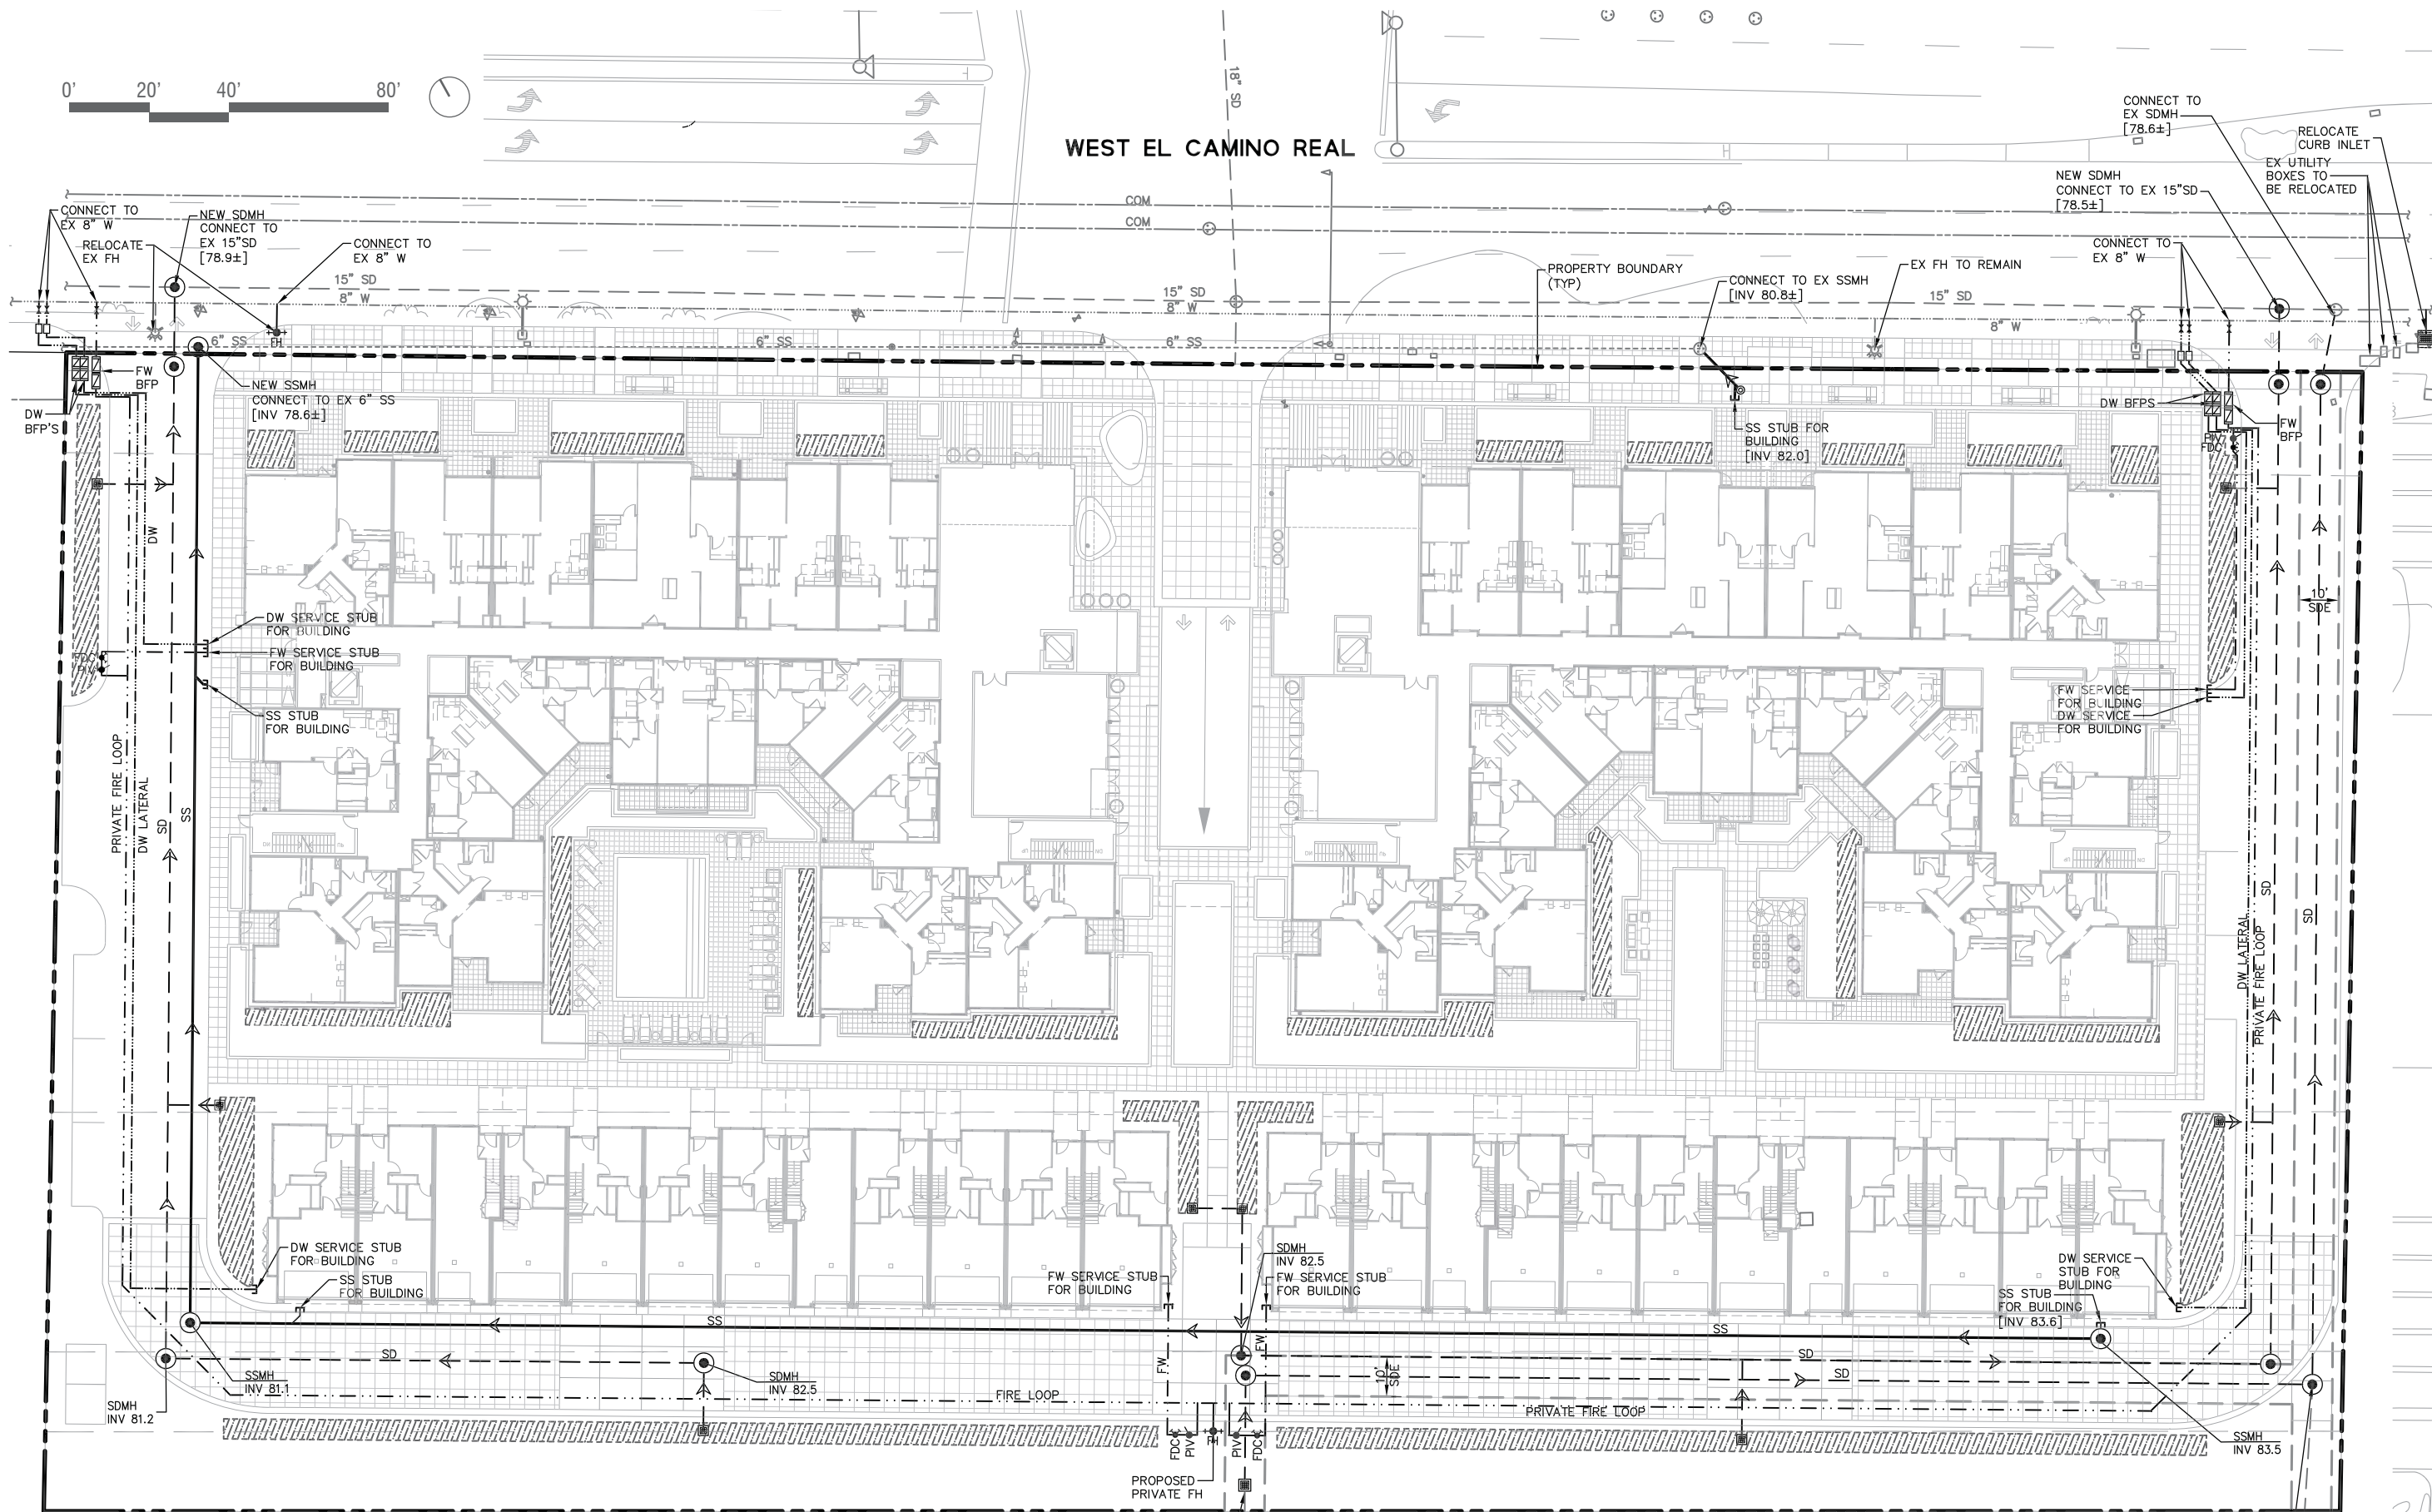 0' 20' 40' 80'
18" SD
WEST EL CAMINO REAL
CONNECT TO
EX SDMH
[78.6±]
RELOCATE
CURB INLET
EX UTILITY
BOXES TO
BE RELOCATED
NEW SDMH
CONNECT TO EX 15"SD
[78.5±]
CONNECT TO
EX 8" W
CONNECT TO
EX 8" W
RELOCATE
EX FH
NEW SDMH
CONNECT TO
EX 15"SD
[78.9±]
CONNECT TO
EX 8" W
COM
COM
PROPERTY BOUNDARY
(TYP)
CONNECT TO EX SSMH
[INV 80.8±]
EX FH TO REMAIN
15" SD
8" W
15" SD
8" W
15" SD
8" W
FH
6" SS
6" SS
6" SS
FW
BFP
NEW SSMH
CONNECT TO EX 6" SS
[INV 78.6±]
DW
BFP'S
SS STUB FOR
BUILDING
[INV 82.0]
DW BFPS
FW
BFP
PIV
FDC
DW
10'
SDE
DW SERVICE STUB
FOR BUILDING
FW SERVICE STUB
FOR BUILDING
FDC
PIV
SS STUB
FOR BUILDING
FW SERVICE
FOR BUILDING
DW SERVICE
FOR BUILDING
PRIVATE FIRE LOOP
DW LATERAL
SD
SS
DW LATERAL
PRIVATE FIRE LOOP
SD
SD
DW SERVICE STUB
FOR BUILDING
SS STUB
FOR BUILDING
FW SERVICE STUB
FOR BUILDING
SDMH
INV 82.5
FW SERVICE STUB
FOR BUILDING
DW SERVICE
STUB FOR
BUILDING
SS STUB
FOR BUILDING
[INV 83.6]
SS
SS
SD
FW
FW
SD
SD
10'
SDE
SSMH
INV 81.1
SDMH
INV 82.5
SDMH
INV 81.2
FIRE LOOP
PRIVATE FIRE LOOP
FDC
PIV
FH
PIV
FDC
SSMH
INV 83.5
PROPOSED
PRIVATE FH